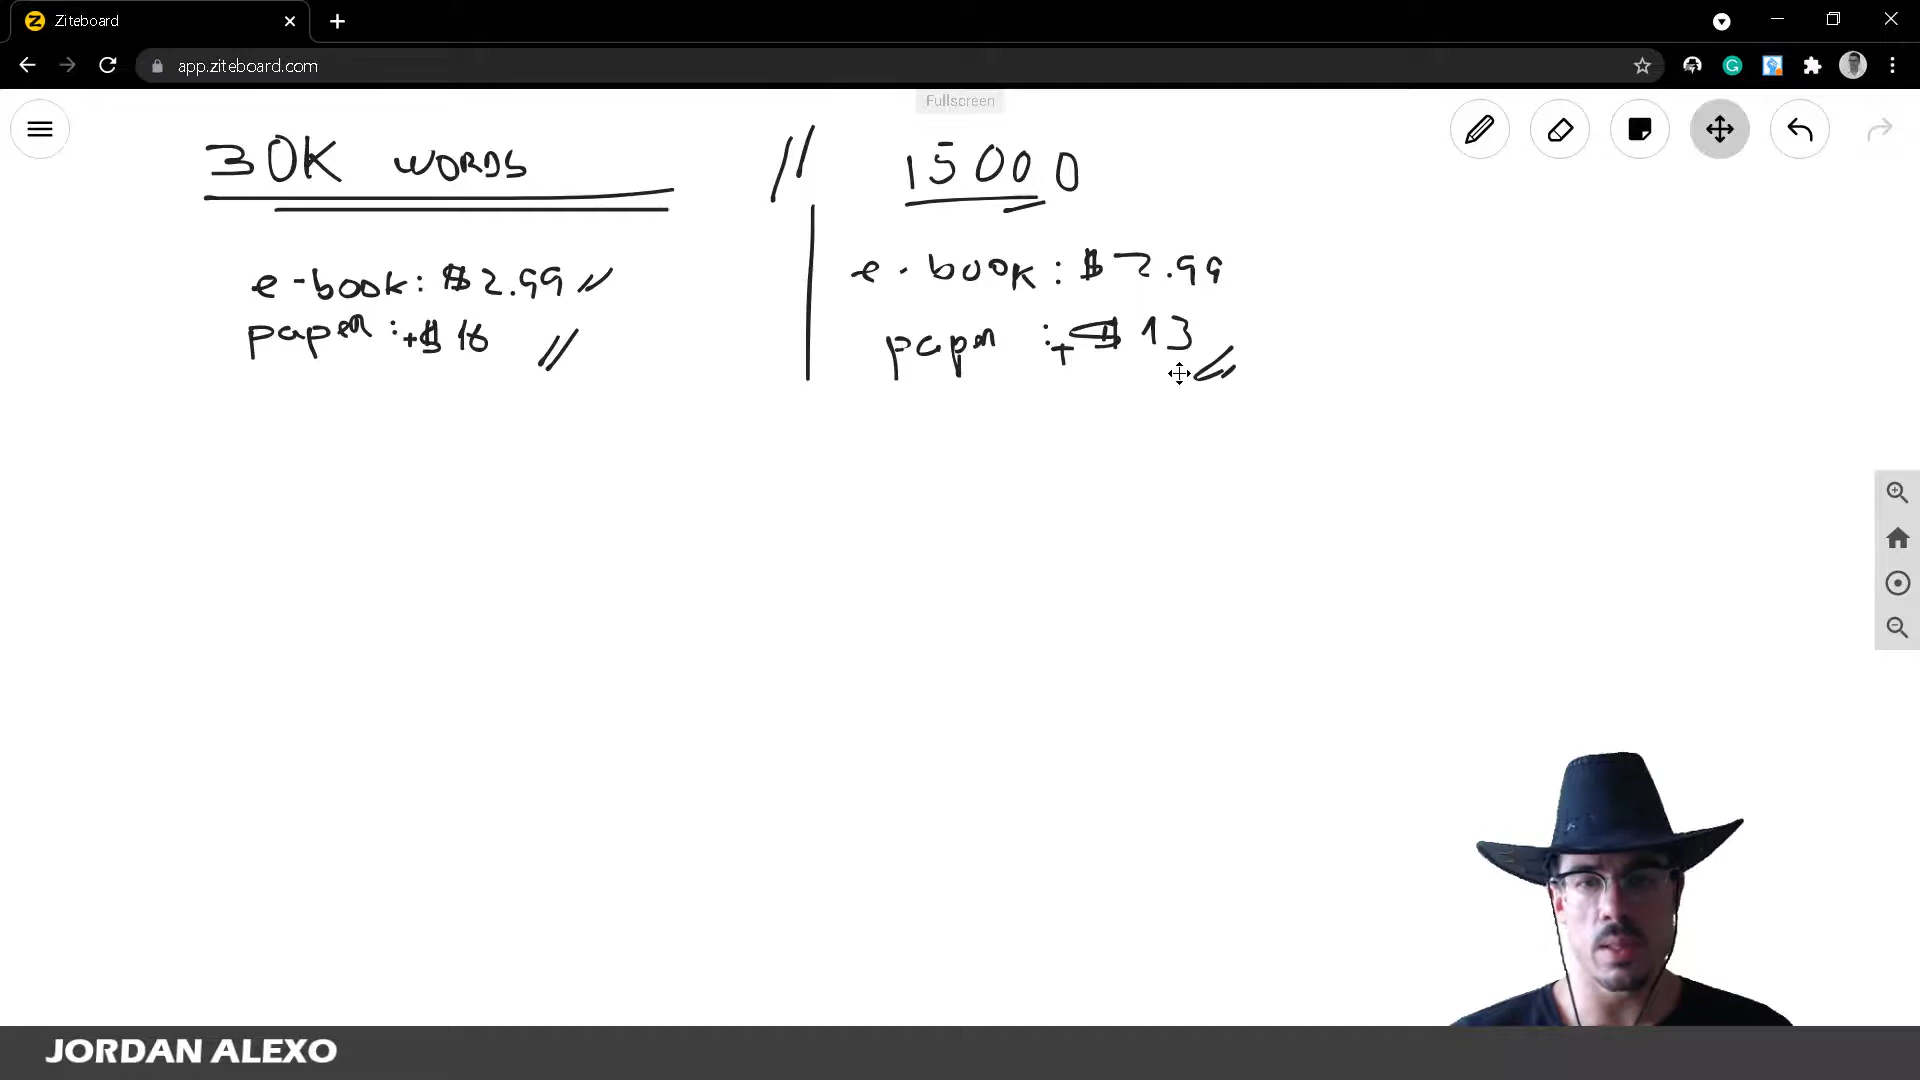 Ziteboard
app.ziteboard.com
Fullscreen
30K WORDS // 15000
e-book: $2.99 //
paper: +$16 //
e-book: $2.99
paper: +$13 //
JORDAN ALEXO